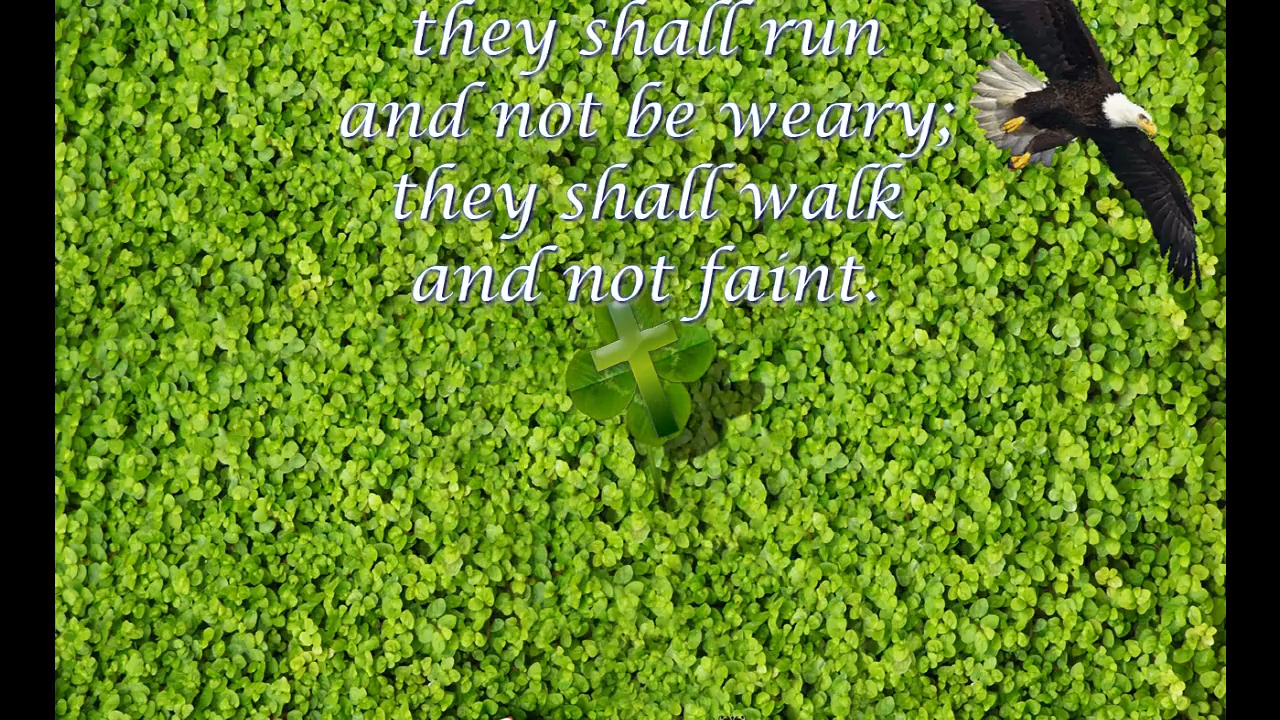 they shall run
and not be weary;
they shall walk
and not faint.